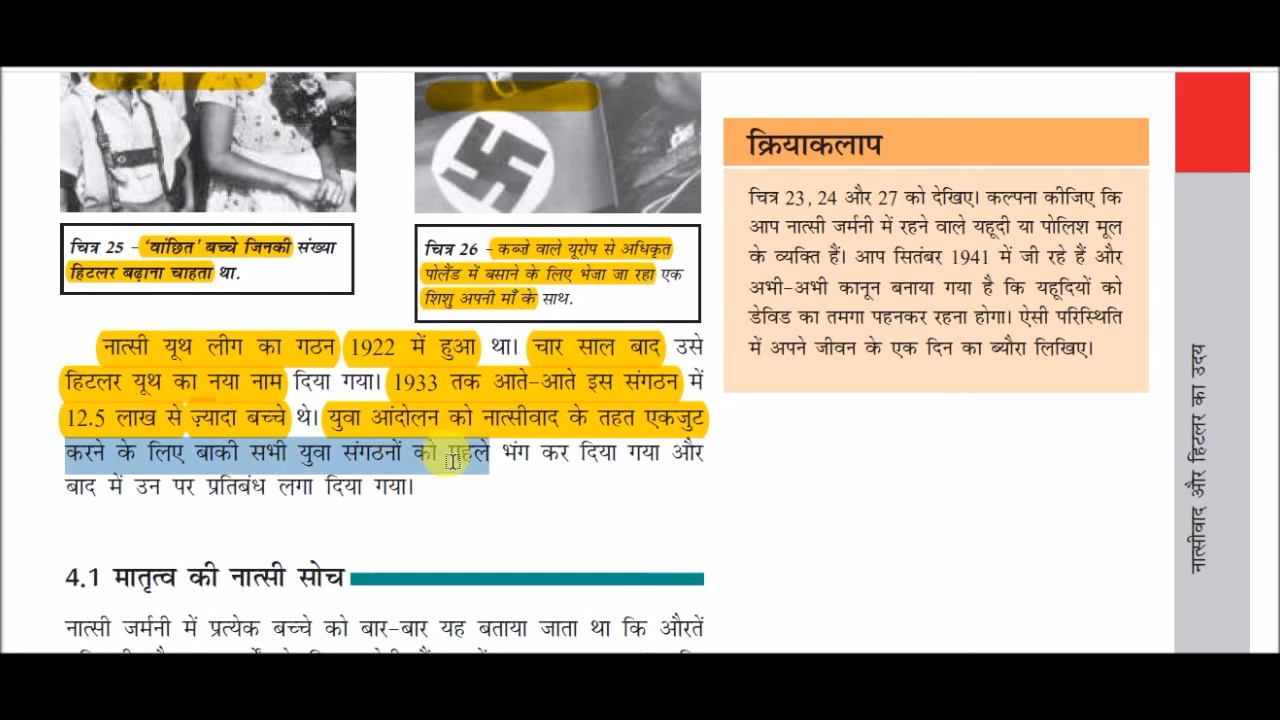 चित्र 25 – ‘वांछित’ बच्चे जिनकी संख्या
हिटलर बढ़ाना चाहता था.
चित्र 26 – कब्जे वाले यूरोप से अधिकृत
पोलैंड में बसाने के लिए भेजा जा रहा एक
शिशु अपनी माँ के साथ.
नात्सी यूथ लीग का गठन 1922 में हुआ था। चार साल बाद उसे
हिटलर यूथ का नया नाम दिया गया। 1933 तक आते-आते इस संगठन में
12.5 लाख से ज़्यादा बच्चे थे। युवा आंदोलन को नात्सीवाद के तहत एकजुट
करने के लिए बाकी सभी युवा संगठनों को पहले भंग कर दिया गया और
बाद में उन पर प्रतिबंध लगा दिया गया।
4.1 मातृत्व की नात्सी सोच
नात्सी जर्मनी में प्रत्येक बच्चे को बार-बार यह बताया जाता था कि औरतें
क्रियाकलाप
चित्र 23, 24 और 27 को देखिए। कल्पना कीजिए कि
आप नात्सी जर्मनी में रहने वाले यहूदी या पोलिश मूल
के व्यक्ति हैं। आप सितंबर 1941 में जी रहे हैं और
अभी-अभी कानून बनाया गया है कि यहूदियों को
डेविड का तमगा पहनकर रहना होगा। ऐसी परिस्थिति
में अपने जीवन के एक दिन का ब्यौरा लिखिए।
नात्सीवाद और हिटलर का उदय